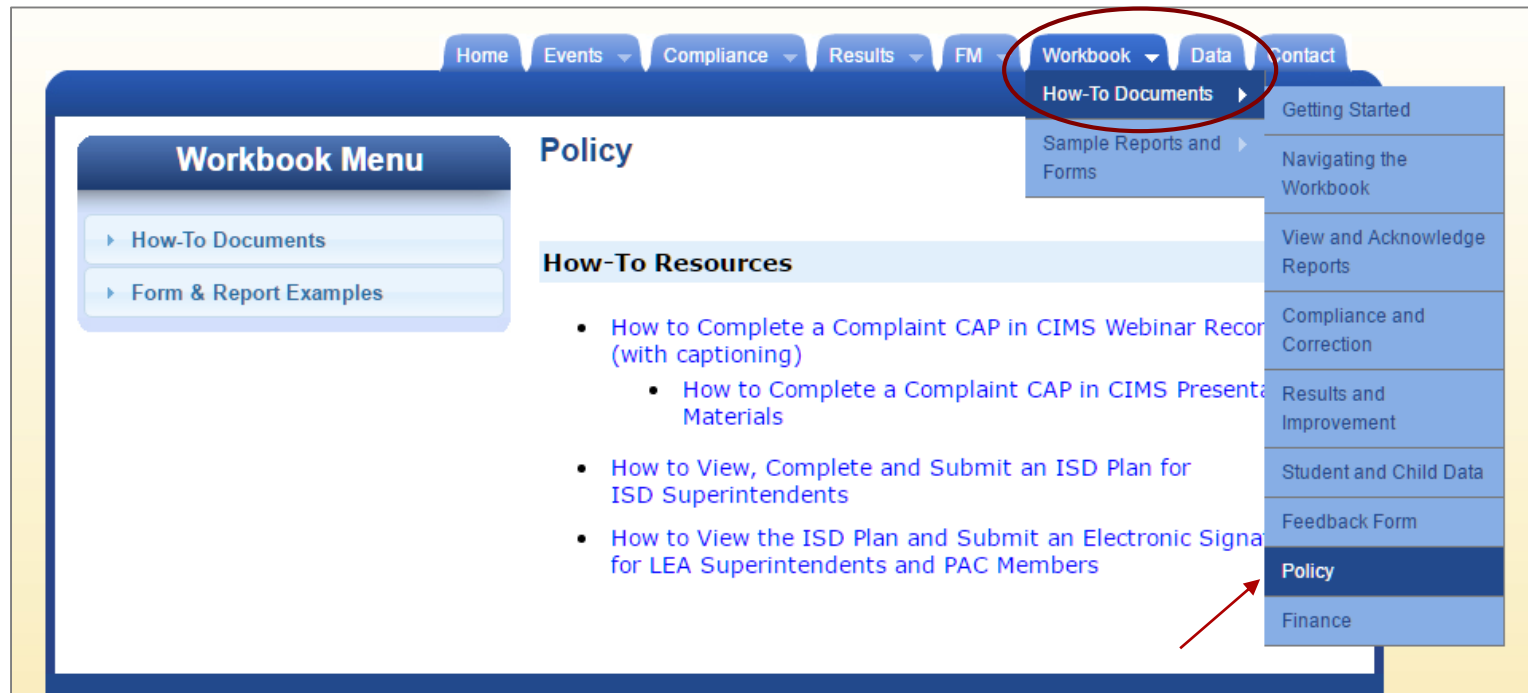 Home Events Compliance Results FM Workbook Data Contact
How-To Documents
Sample Reports and
Forms
Getting Started
Navigating the
Workbook
View and Acknowledge
Reports
Compliance and
Correction
Results and
Improvement
Student and Child Data
Feedback Form
Policy
Finance
Workbook Menu
How-To Documents
Form & Report Examples
Policy
How-To Resources
How to Complete a Complaint CAP in CIMS Webinar
(with captioning)
How to Complete a Complaint CAP in CIMS
Materials
How to View, Complete and Submit an ISD Plan for
ISD Superintendents
How to View the ISD Plan and Submit an Electronic
for LEA Superintendents and PAC Members